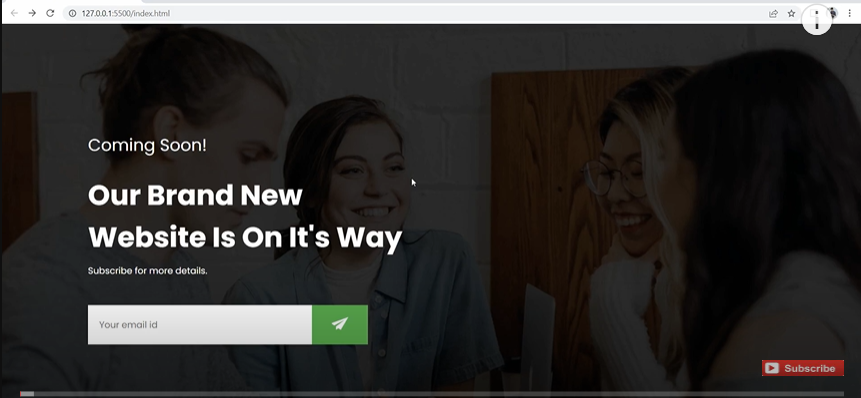 127.0.0.1:5500/index.html
Coming Soon!
Our Brand New
Website Is On It's Way
Subscribe for more details.
Your email id
Subscribe